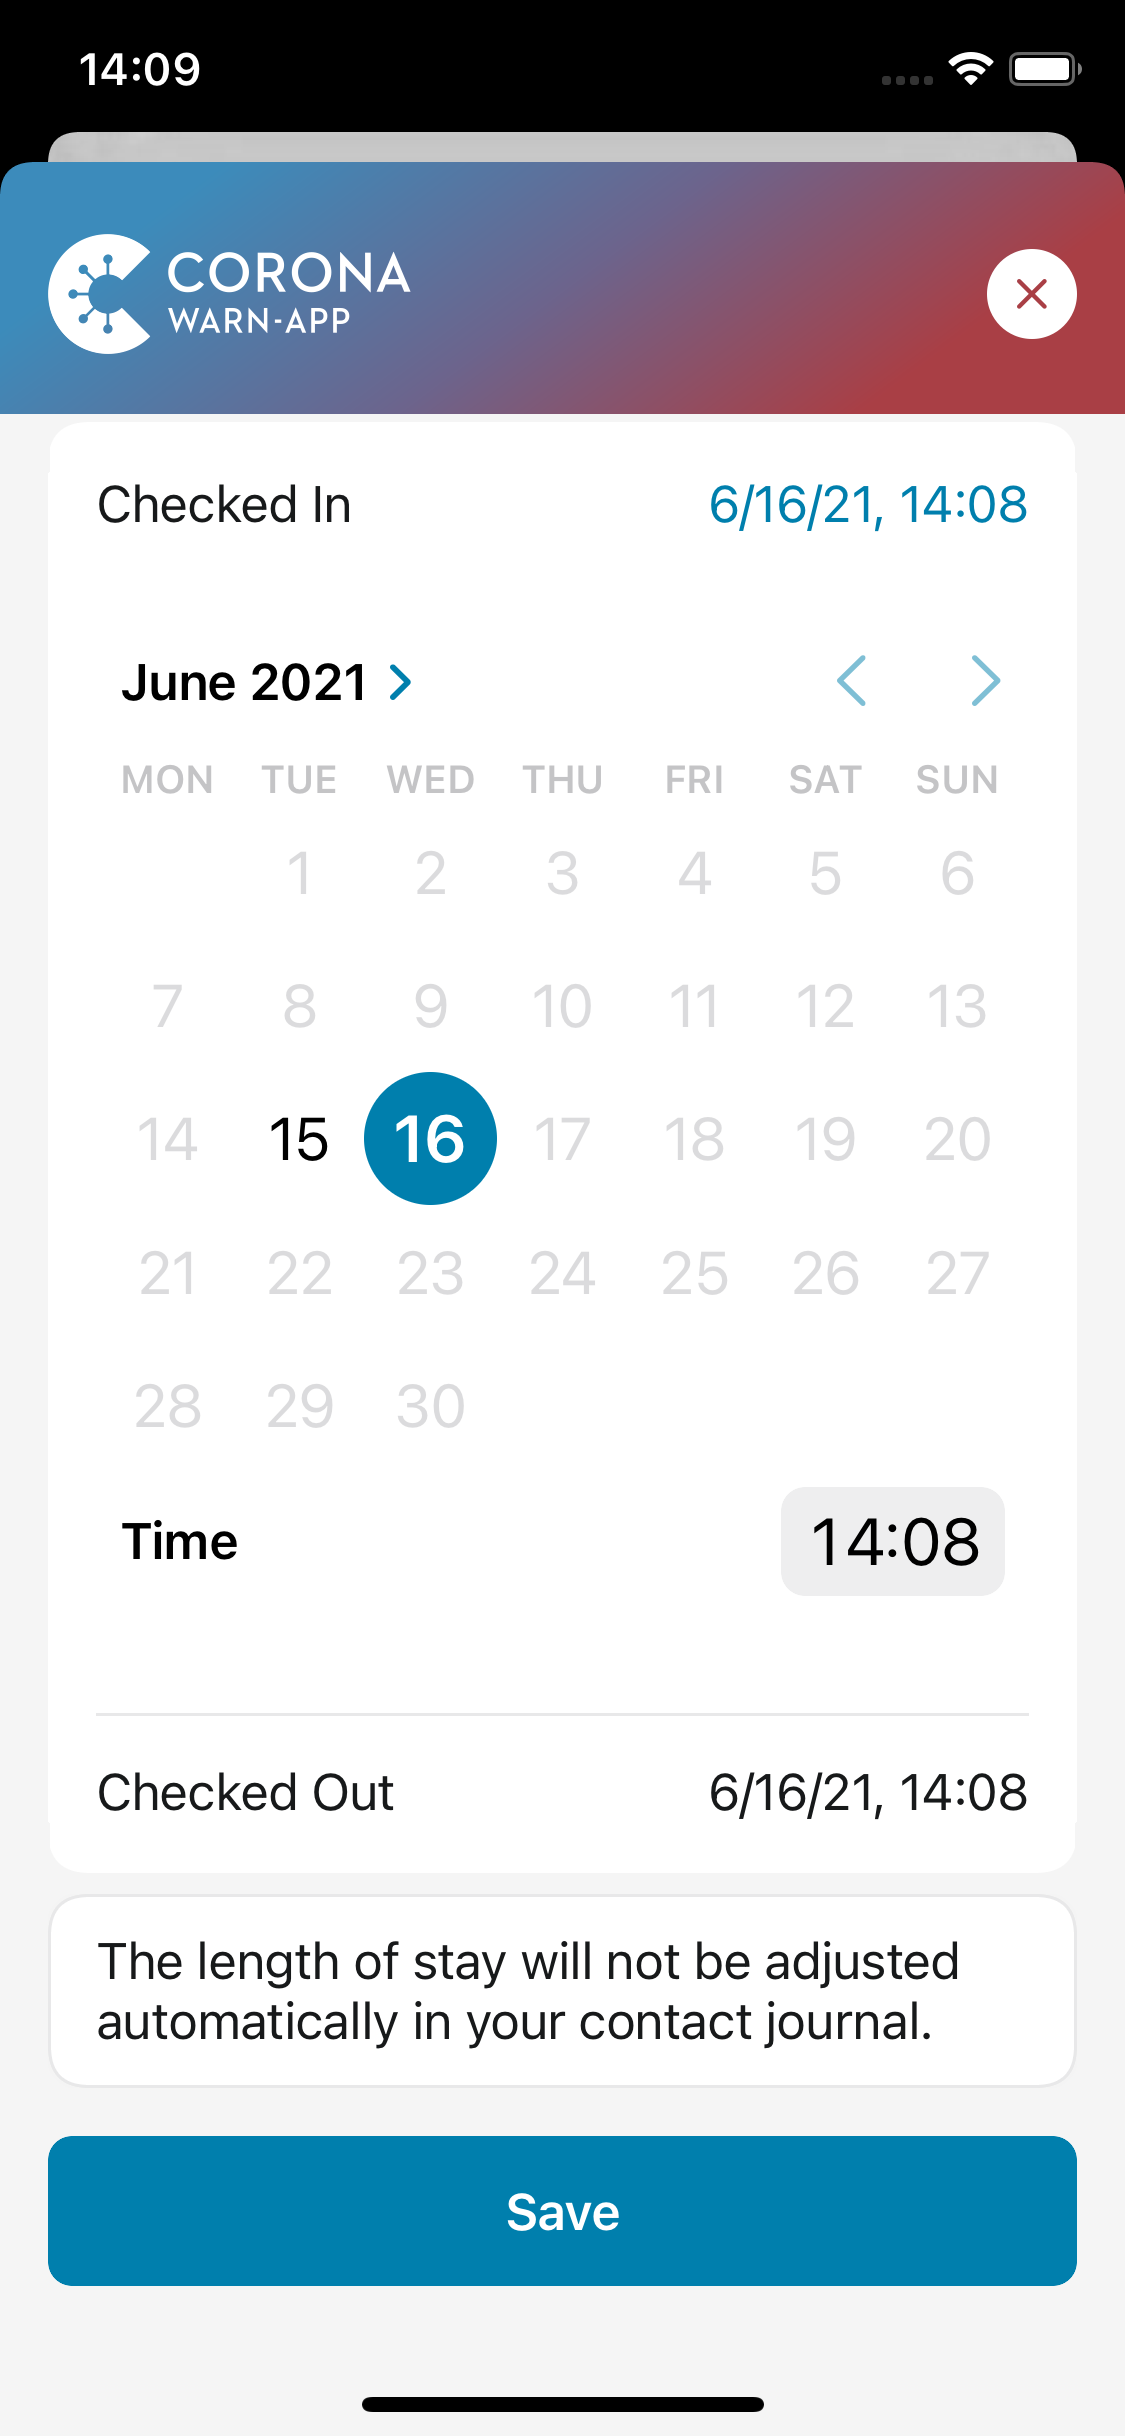 14:09
CORONA
WARN-APP
Checked In 6/16/21, 14:08
June 2021
MON TUE WED THU FRI SAT SUN
1 2 3 4 5 6
7 8 9 10 11 12 13
14 15 16 17 18 19 20
21 22 23 24 25 26 27
28 29 30
Time 14:08
Checked Out 6/16/21, 14:08
The length of stay will not be adjusted
automatically in your contact journal.
Save